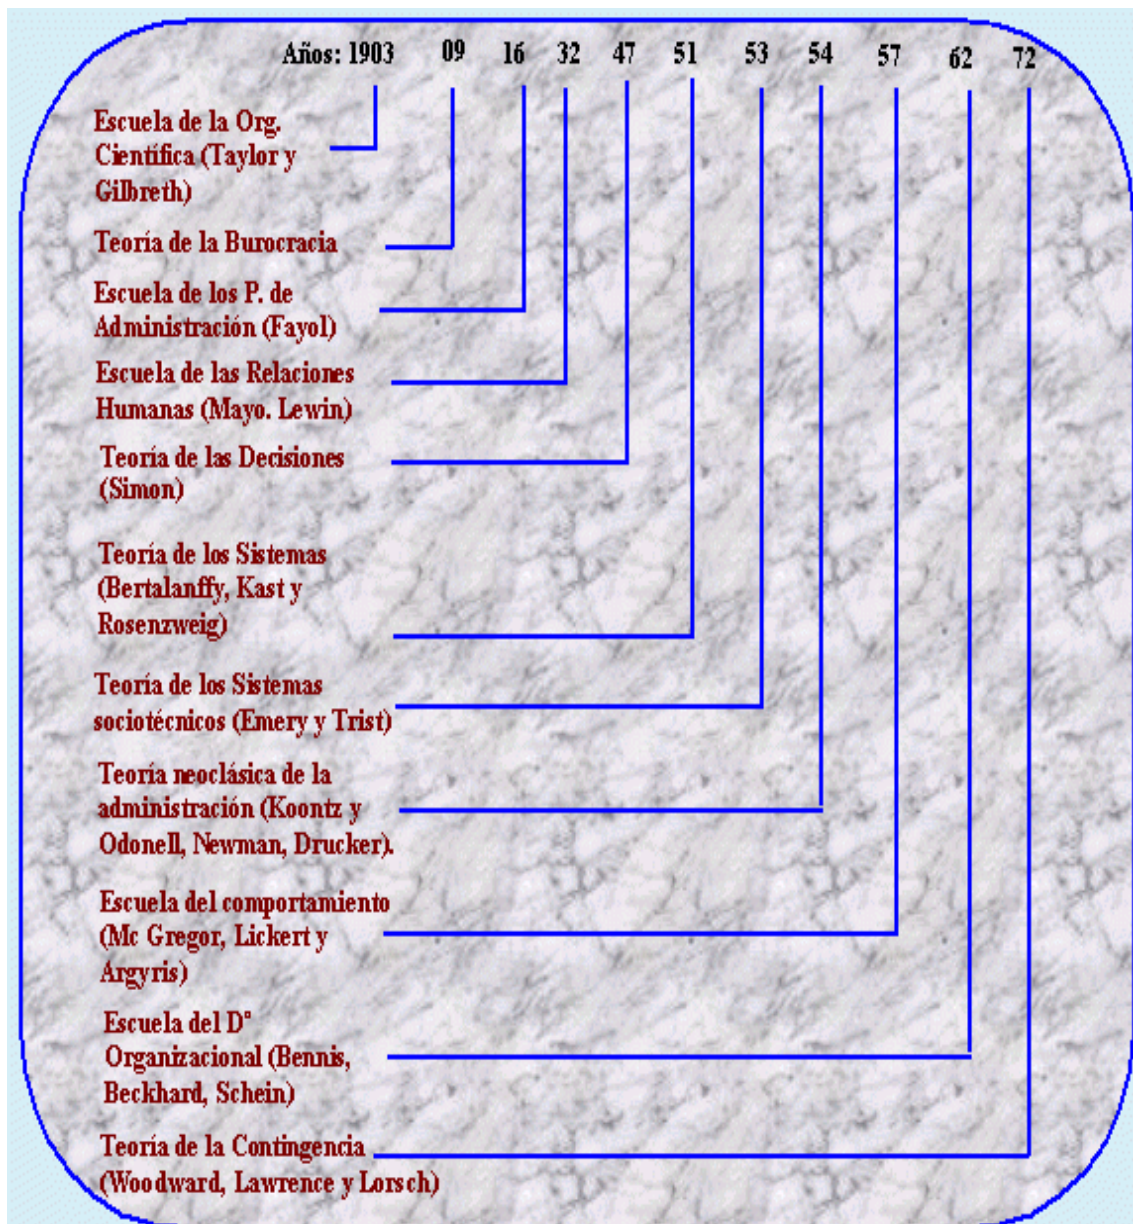 Años: 1903 09 16 32 47 51 53 54 57 62 72
Escuela de la Org.
Científica (Taylor y
Gilbreth)
Teoría de la Burocracia
Escuela de los P. de
Administración (Fayol)
Escuela de las Relaciones
Humanas (Mayo. Lewin)
Teoría de las Decisiones
(Simon)
Teoría de los Sistemas
(Bertalanffy, Kast y
Rosenzweig)
Teoría de los Sistemas
sociotécnicos (Emery y Trist)
Teoría neoclásica de la
administración (Koontz y
Odonell, Newman, Drucker).
Escuela del comportamiento
(Mc Gregor, Lickert y
Argyris)
Escuela del D°
Organizacional (Bennis,
Beckhard, Schein)
Teoría de la Contingencia
(Woodward, Lawrence y Lorsch)